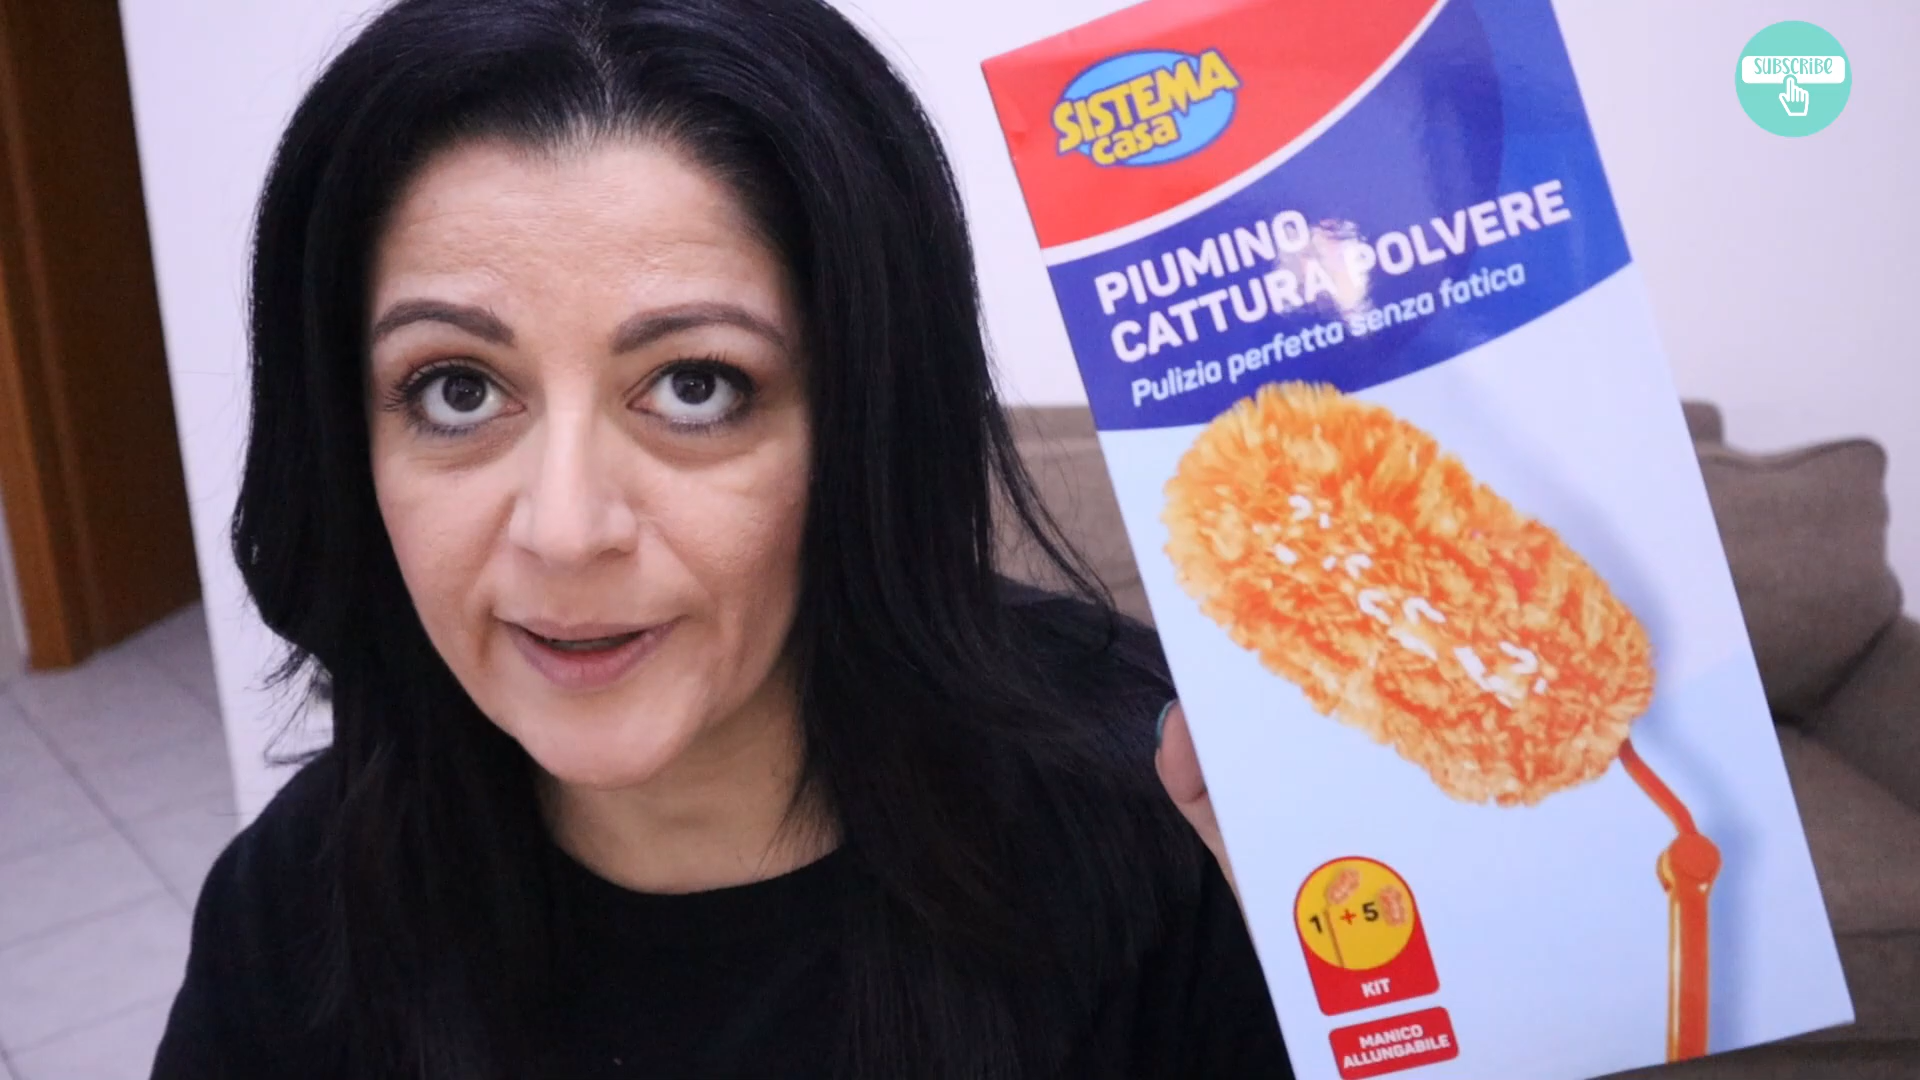 SUBSCRIBE
SISTEMA
casa
PIUMINO
CATTURA POLVERE
Pulizia perfetta senza fatica
1 + 5
KIT
MANICO
ALLUNGABILE